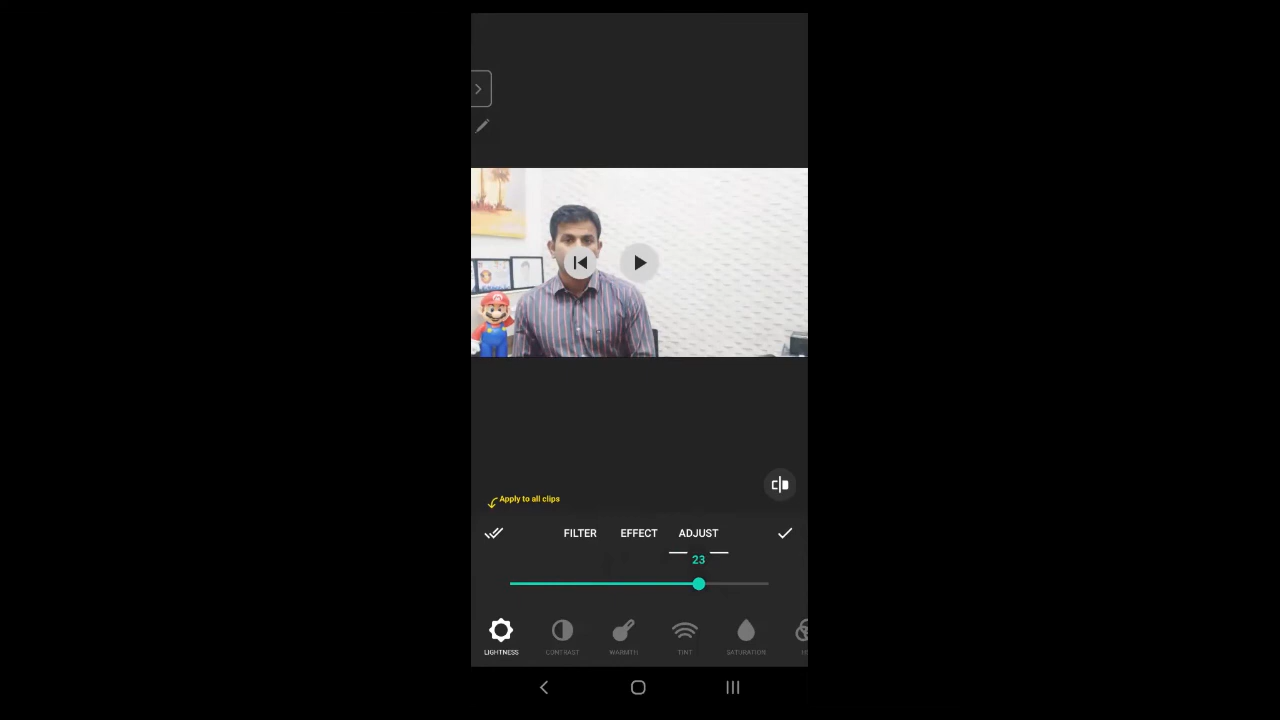 Apply to all clips
FILTER EFFECT ADJUST
23
LIGHTNESS CONTRAST WARMTH TINT SATURATION